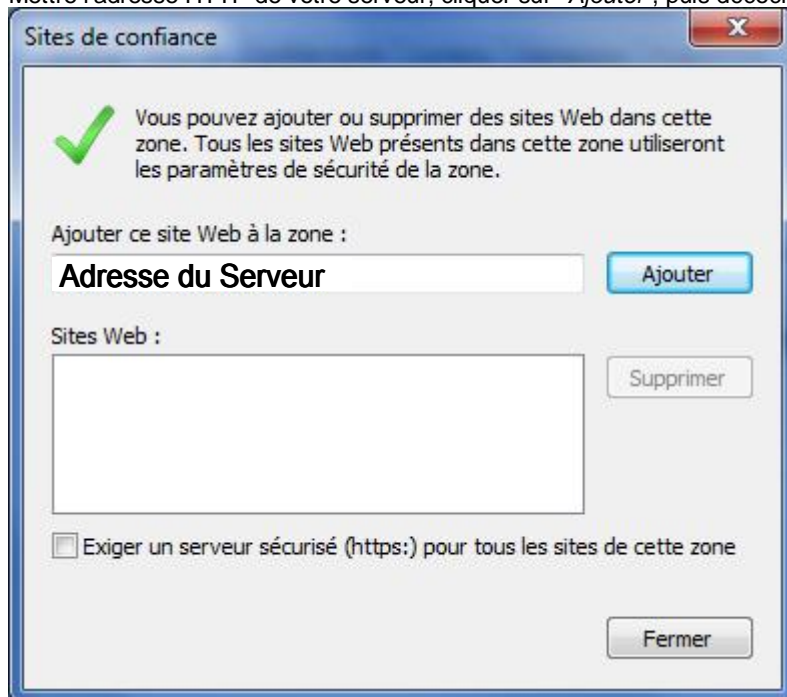 Mettre l'adresse HTTP de votre serveur, cliquer sur "Ajouter", puis décoch
Sites de confiance
Vous pouvez ajouter ou supprimer des sites Web dans cette
zone. Tous les sites Web présents dans cette zone utiliseront
les paramètres de sécurité de la zone.
Ajouter ce site Web à la zone :
Adresse du Serveur
Ajouter
Sites Web :
Supprimer
Exiger un serveur sécurisé (https:) pour tous les sites de cette zone
Fermer